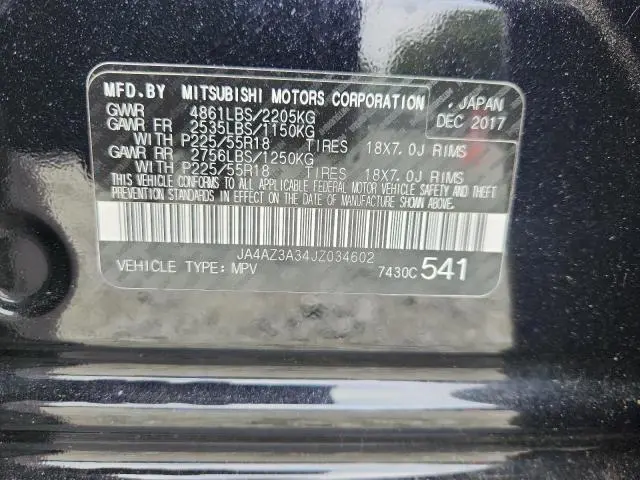 MFD.BY MITSUBISHI MOTORS CORPORATION , JAPAN
GVWR 4861LBS/2205KG DEC 2017
GAWR FR 2535LBS/1150KG
WITH P225/55R18 TIRES 18X7.0J RIMS
GAWR RR 2756LBS/1250KG
WITH P225/55R18 TIRES 18X7.0J RIMS
THIS VEHICLE CONFORMS TO ALL APPLICABLE FEDERAL MOTOR VEHICLE SAFETY AND THEFT
PREVENTION STANDARDS IN EFFECT ON THE DATE OF MANUFACTURE SHOWN ABOVE.
JA4AZ3A34JZ034602
VEHICLE TYPE: MPV 7430C 541